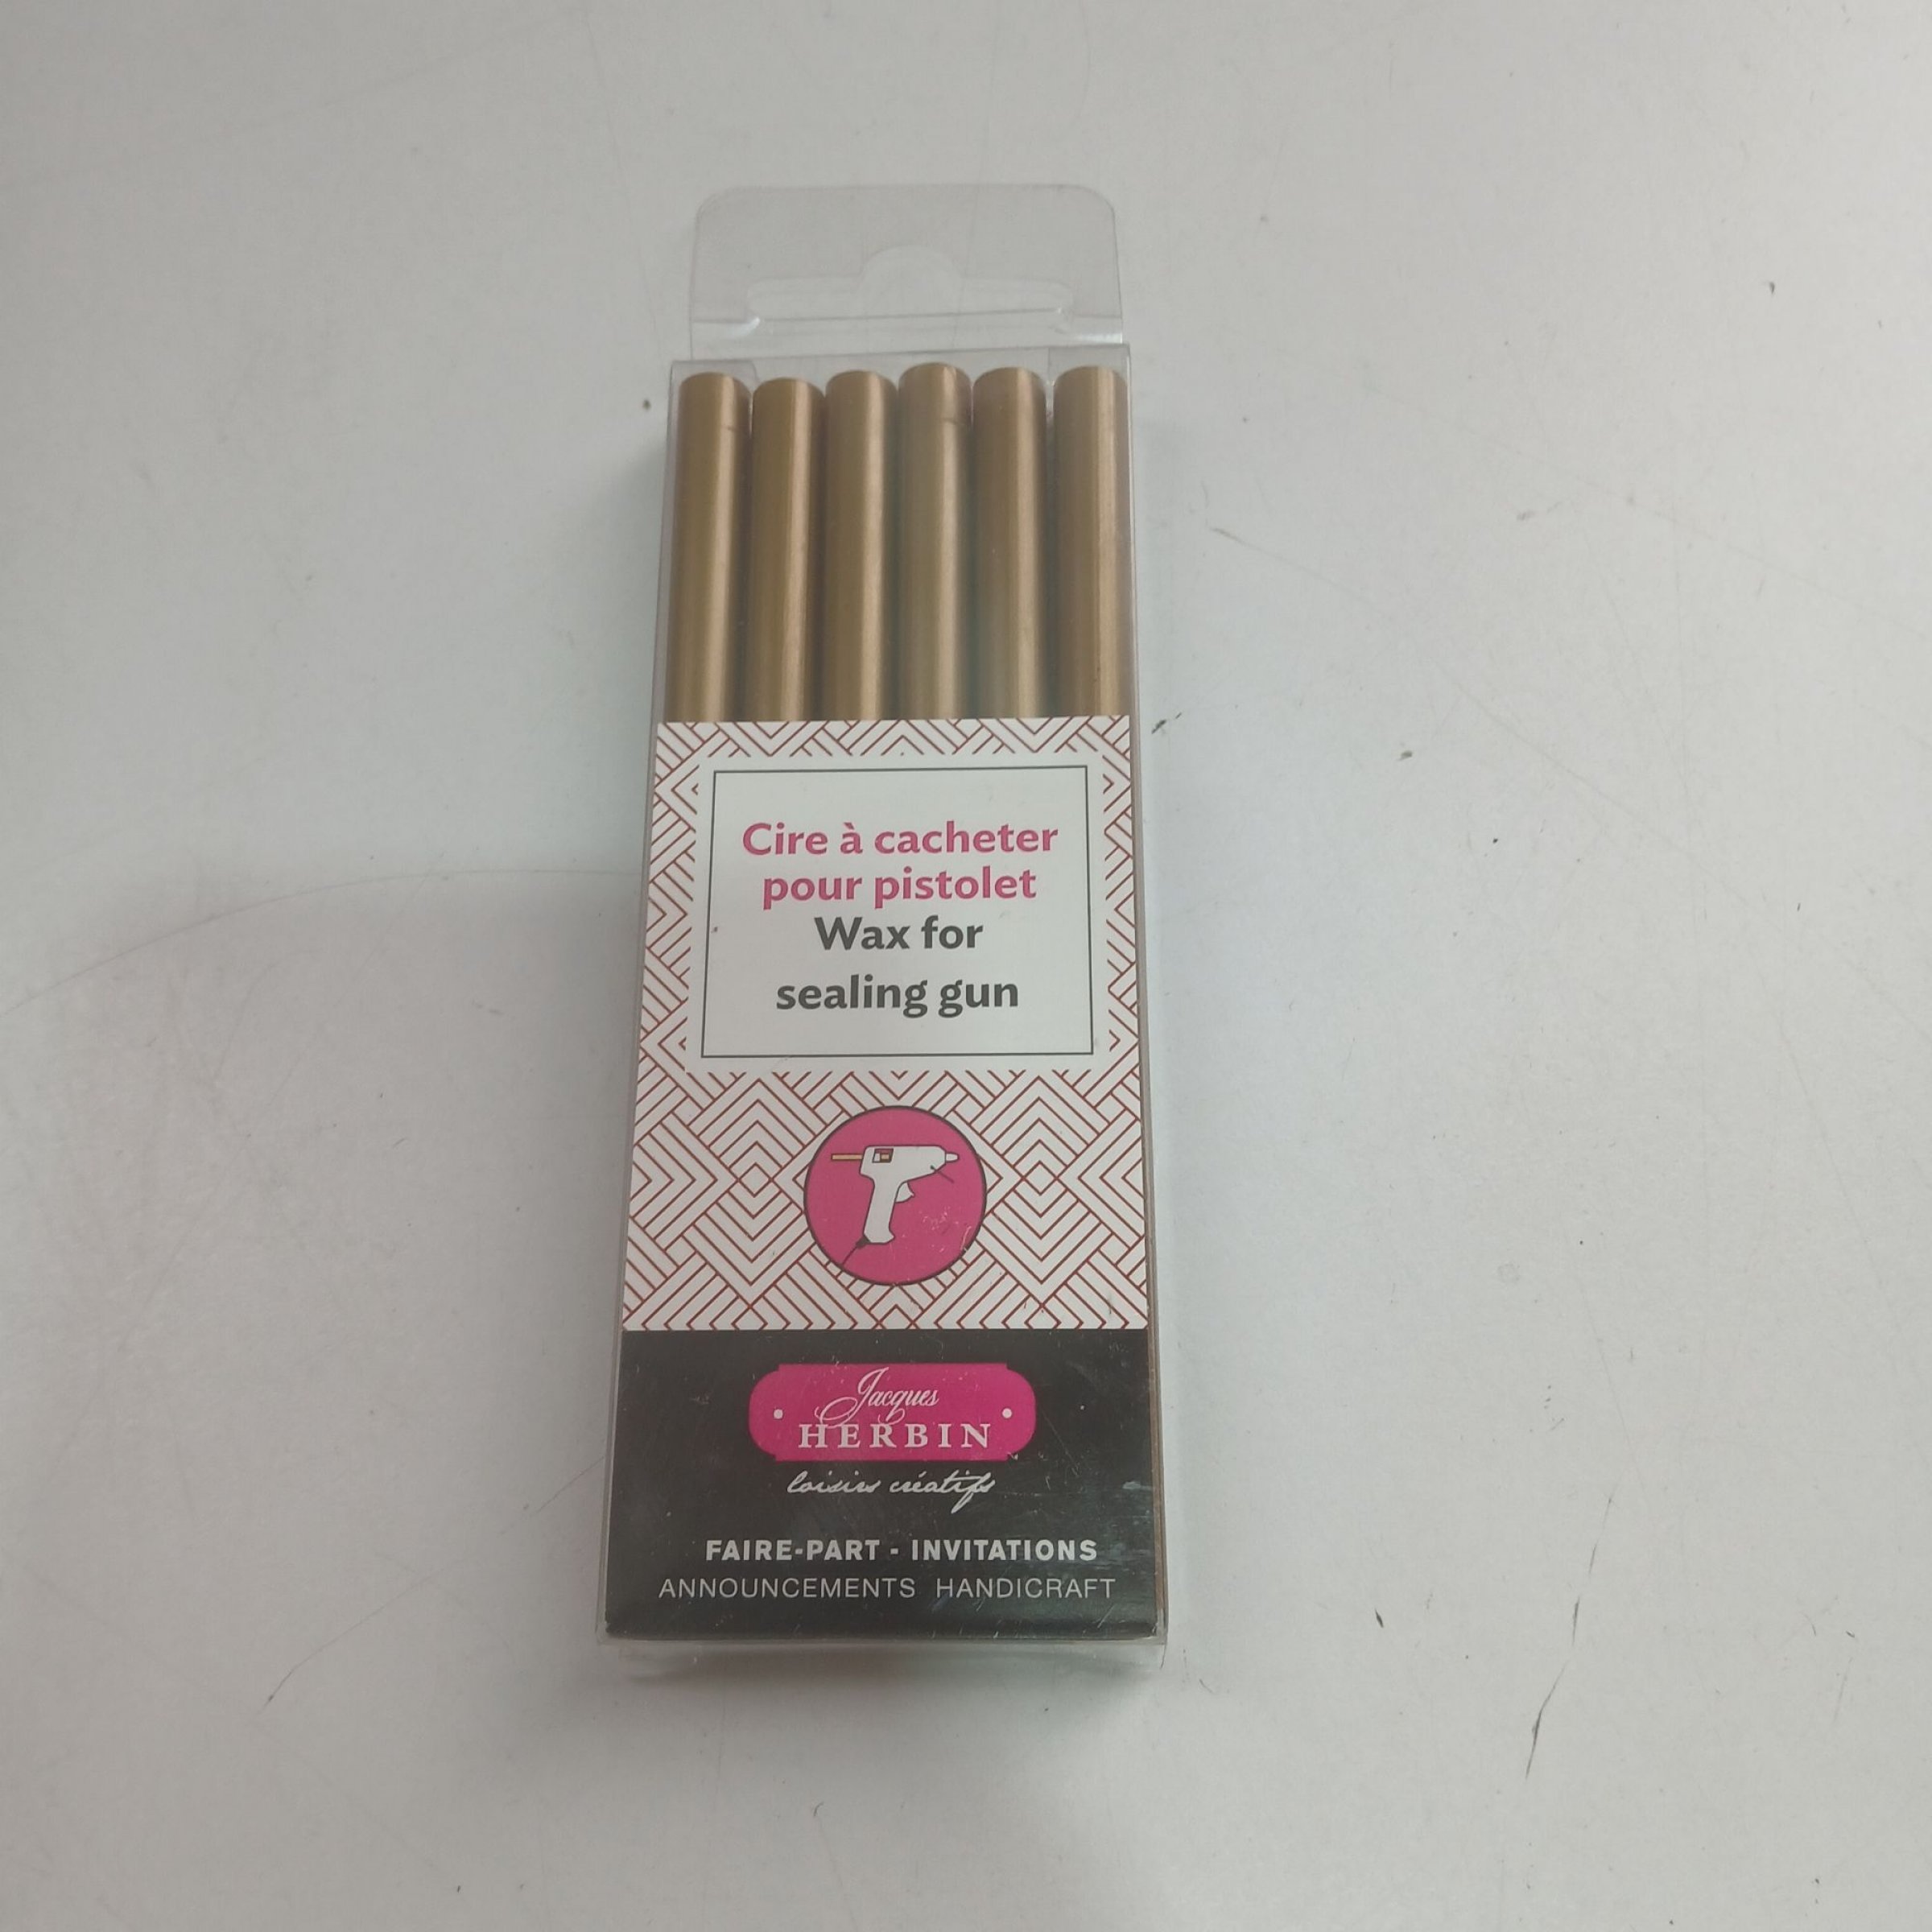 Cire à cacheter
pour pistolet
Wax for
sealing gun
Jacques
HERBIN
loisirs créatifs
FAIRE-PART - INVITATIONS
ANNOUNCEMENTS HANDICRAFT